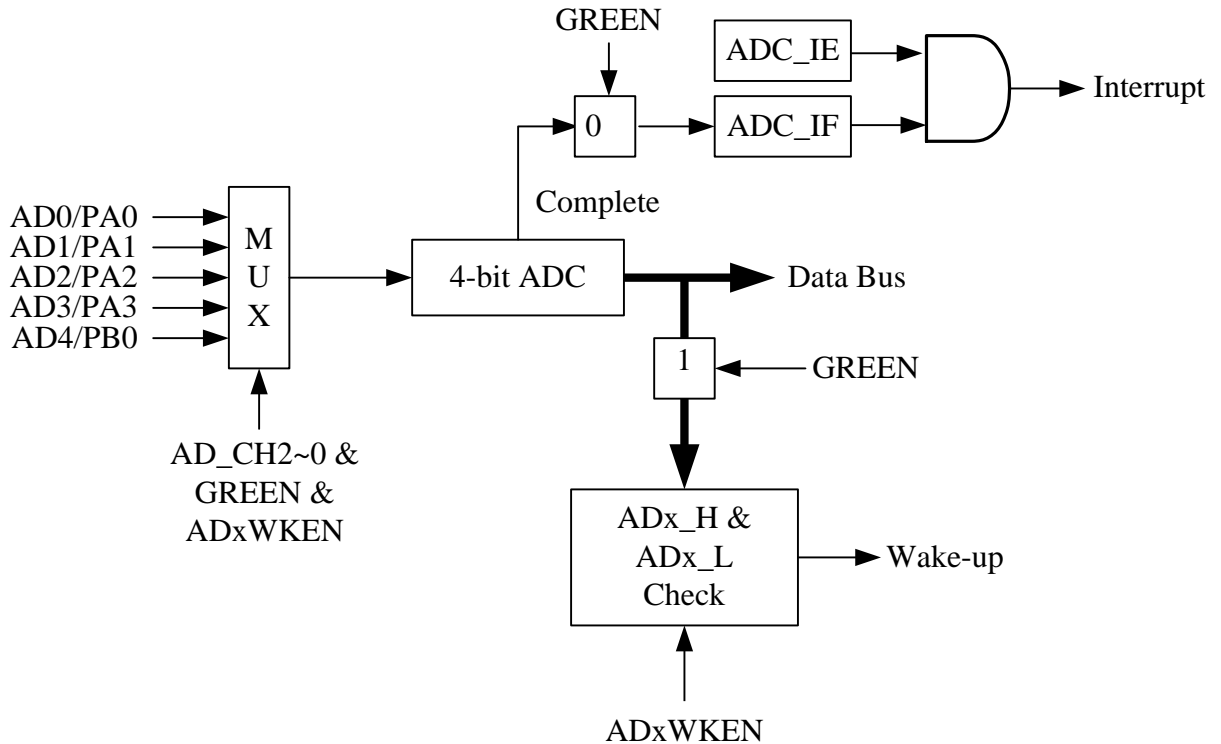 GREEN
ADC_IE
Interrupt
0
ADC_IF
Complete
AD0/PA0
AD1/PA1
AD2/PA2
AD3/PA3
AD4/PB0
M
U
X
4-bit ADC
Data Bus
1
GREEN
AD_CH2~0 &
GREEN &
ADxWKEN
ADx_H &
ADx_L
Check
Wake-up
ADxWKEN